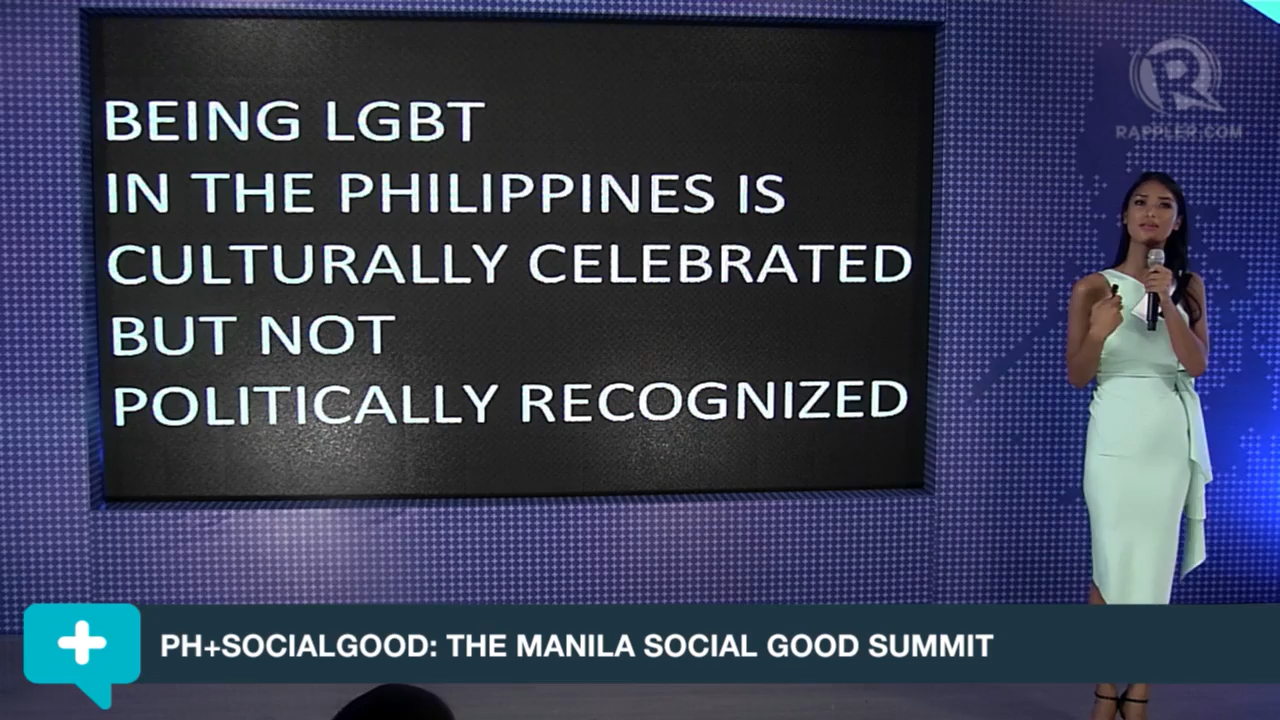 BEING LGBT
IN THE PHILIPPINES IS
CULTURALLY CELEBRATED
BUT NOT
POLITICALLY RECOGNIZED
RAPPLER.COM
PH+SOCIALGOOD: THE MANILA SOCIAL GOOD SUMMIT